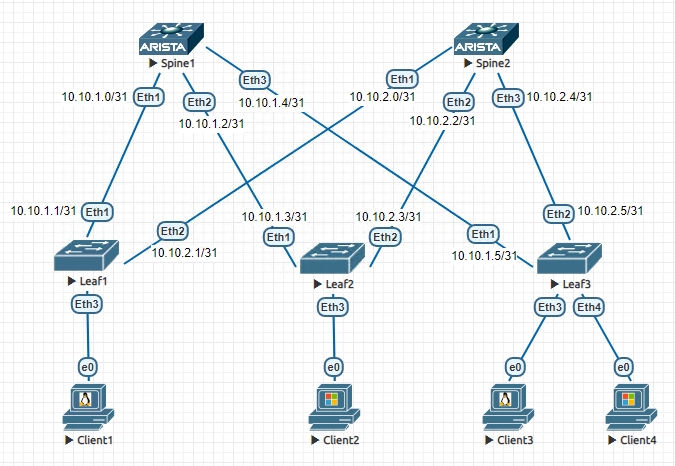 ARISTA
ARISTA
Spine1
Spine2
Eth3
Eth1
10.10.1.0/31
Eth1
Eth2
10.10.1.4/31
10.10.2.0/31
Eth2
Eth3
10.10.2.4/31
10.10.1.2/31
10.10.2.2/31
10.10.1.1/31
Eth1
10.10.1.3/31
10.10.2.3/31
Eth2
10.10.2.5/31
Eth2
Eth1
Eth2
Eth1
10.10.2.1/31
10.10.1.5/31
Leaf1
Leaf2
Leaf3
Eth3
Eth3
Eth3
Eth4
e0
e0
e0
e0
Client1
Client2
Client3
Client4